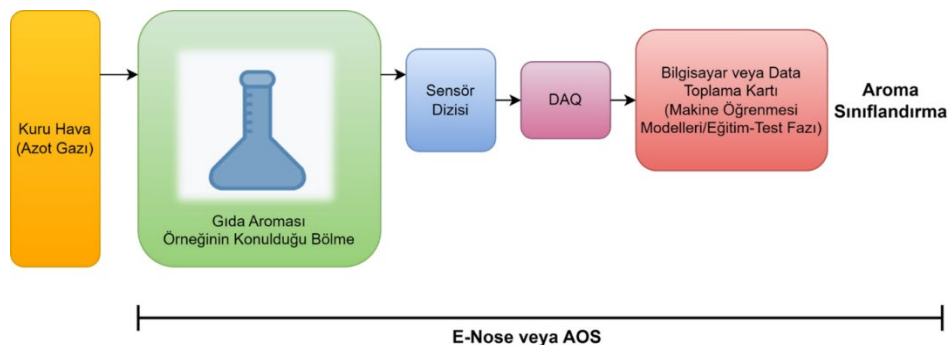 Kuru Hava
(Azot Gazı)
Gıda Aroması
Örneğinin Konulduğu Bölme
Sensör
Dizisi
DAQ
Bilgisayar veya Data
Toplama Kartı
(Makine Öğrenmesi
Modelleri/Eğitim-Test Fazı)
Aroma
Sınıflandırma
E-Nose veya AOS